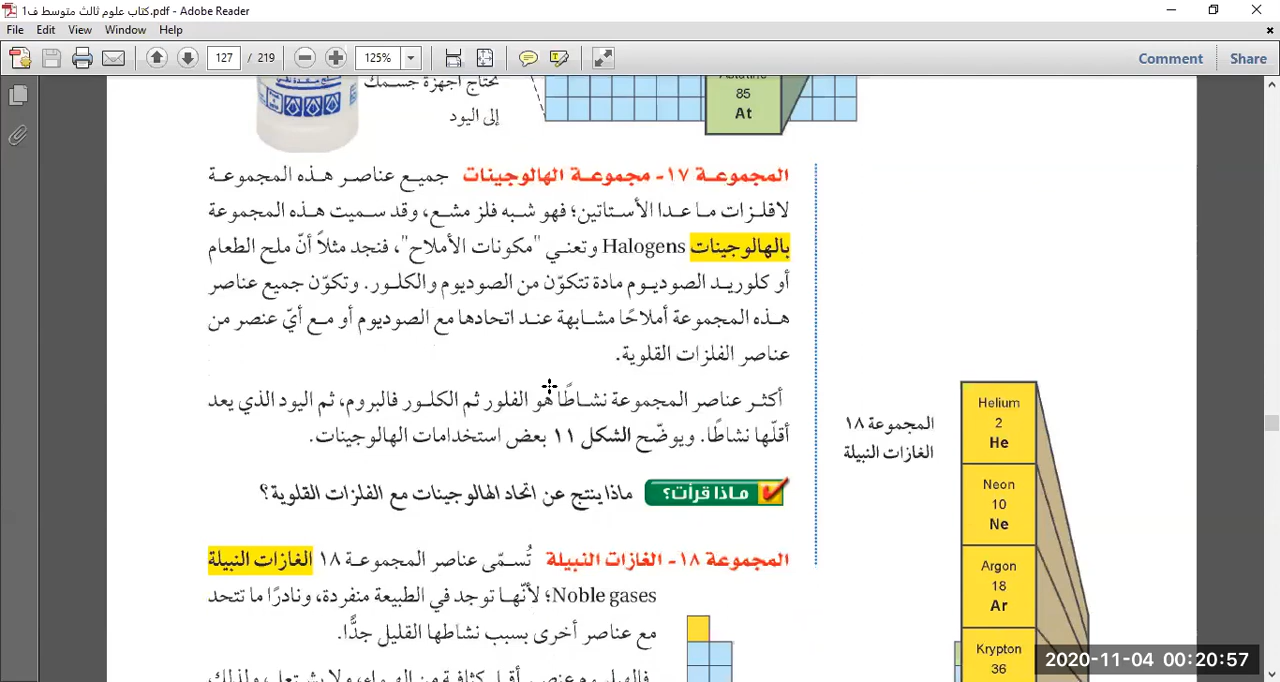 كتاب علوم ثالث متوسط ف1.pdf - Adobe Reader
File Edit View Window Help
127 / 219 125% Comment Share
تحتاج أجهزة جسمك
إلى اليود
85
At
المجموعة ١٧- مجموعة الهالوجينات جميع عناصر هذه المجموعة
لافلزات ما عدا الأستاتين؛ فهو شبه فلز مشع، وقد سميت هذه المجموعة
بالهالوجينات Halogens وتعني "مكونات الأملاح"، فنجد مثلاً أنّ ملح الطعام
أو كلوريد الصوديوم مادة تتكوّن من الصوديوم والكلور. وتكوّن جميع عناصر
هذه المجموعة أملاحًا مشابهة عند اتحادها مع الصوديوم أو مع أيّ عنصر من
عناصر الفلزات القلوية.
أكثر عناصر المجموعة نشاطًا هو الفلور ثم الكلور فالبروم، ثم اليود الذي يعد
أقلّها نشاطًا. ويوضّح الشكل ١١ بعض استخدامات الهالوجينات.
ماذا قرأت؟ ماذا ينتج عن اتحاد الهالوجينات مع الفلزات القلوية؟
المجموعة ١٨- الغازات النبيلة تُسمّى عناصر المجموعة ١٨ الغازات النبيلة
Noble gases؛ لأنّها توجد في الطبيعة منفردة، ونادرًا ما تتحد
مع عناصر أخرى بسبب نشاطها القليل جدًّا.
المجموعة ١٨
الغازات النبيلة
Helium
2
He
Neon
10
Ne
Argon
18
Ar
Krypton
36
2020-11-04 00:20:57